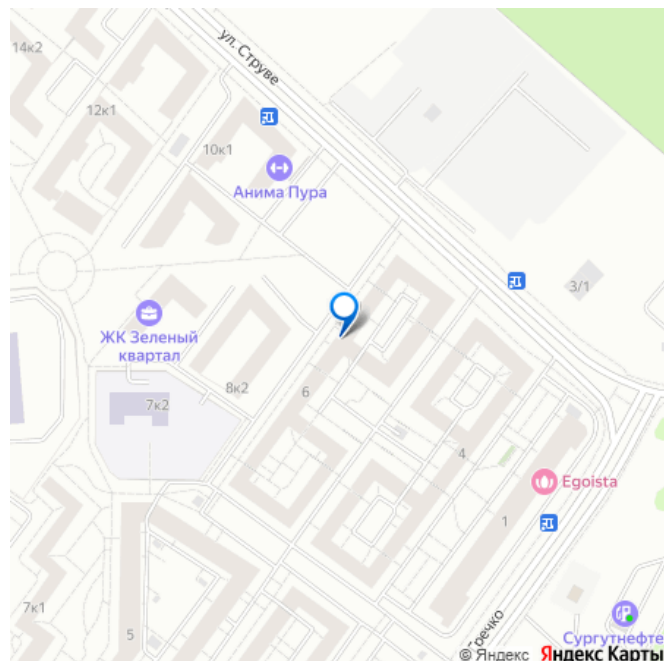 14к2
ул. Струве
12к1
10к1
Анима Пура
3/1
ЖК Зеленый
квартал
8к2
7к2
6
4
Egoista
1
7к1
5
Гречко
Сургутнефте
© Яндекс Яндекс Карты